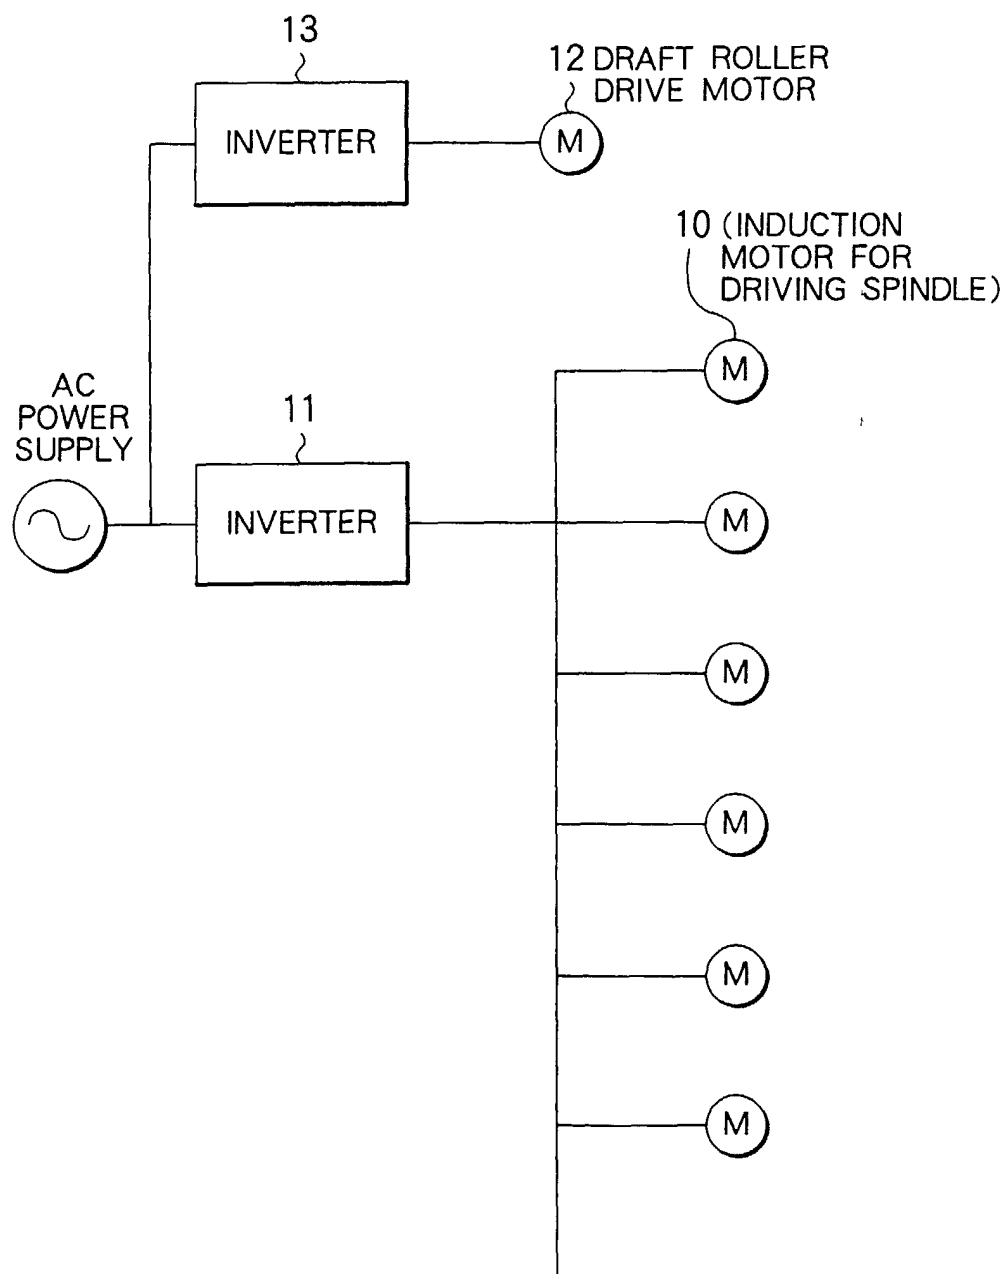 13
12 DRAFT ROLLER
DRIVE MOTOR
INVERTER
M
10 (INDUCTION
MOTOR FOR
DRIVING SPINDLE)
M
AC
POWER
SUPPLY
11
INVERTER
M
M
M
M
M